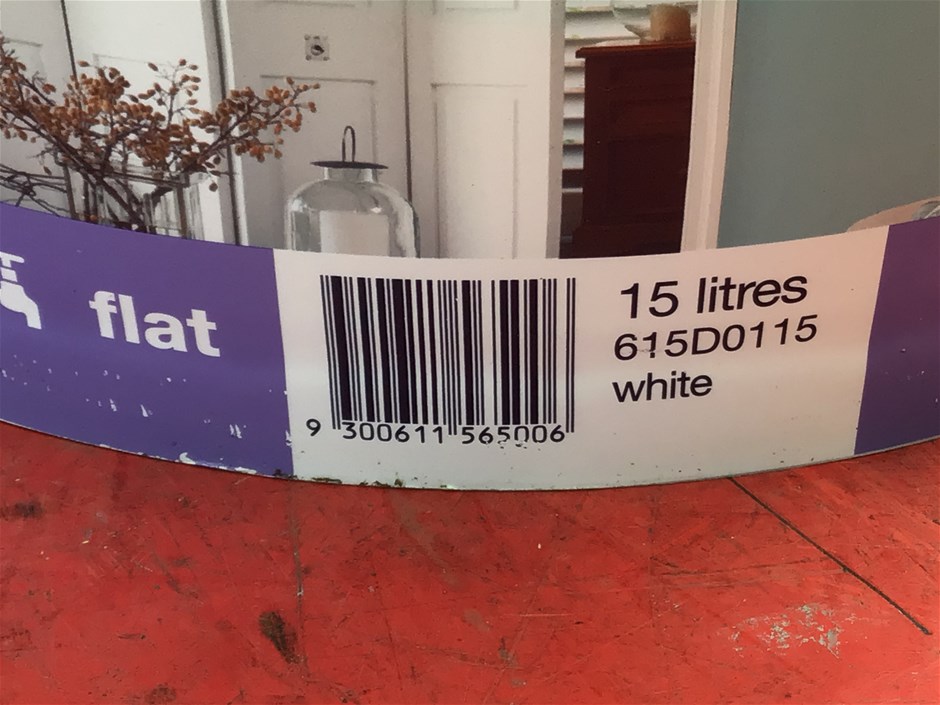 flat
9 300611 565006
15 litres
615D0115
white